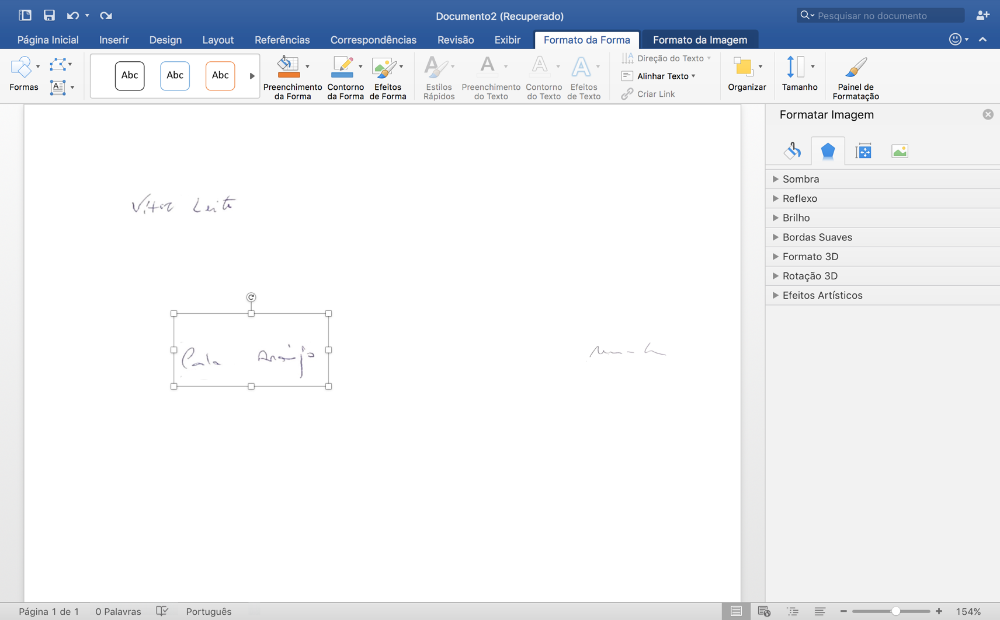 Documento2 (Recuperado)
Pesquisar no documento
Página Inicial Inserir Design Layout Referências Correspondências Revisão Exibir Formato da Forma Formato da Imagem
Formas
Abc Abc Abc
Preenchimento da Forma
Contorno da Forma
Efeitos de Forma
Estilos Rápidos
Preenchimento do Texto
Contorno do Texto
Efeitos de Texto
Direção do Texto
Alinhar Texto
Criar Link
Organizar
Tamanho
Painel de Formatação
Formatar Imagem
Sombra
Reflexo
Brilho
Bordas Suaves
Formato 3D
Rotação 3D
Efeitos Artísticos
Vitor Leite
Carla Araújo
Página 1 de 1 0 Palavras Português 154%